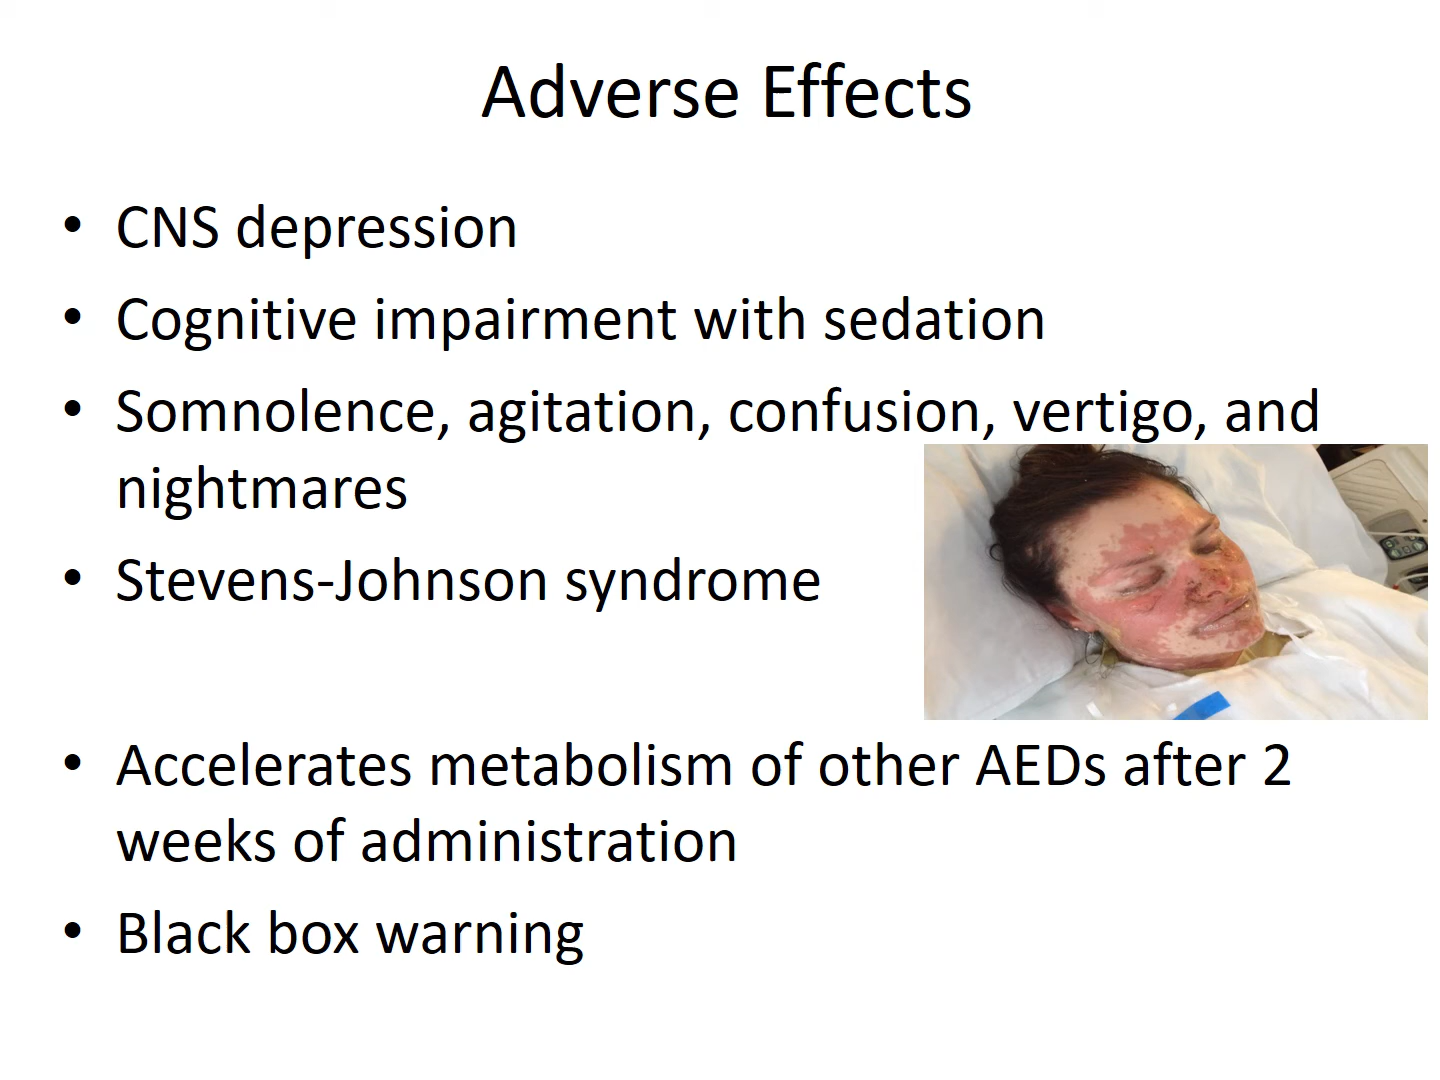 Adverse Effects
• CNS depression
• Cognitive impairment with sedation
• Somnolence, agitation, confusion, vertigo, and
nightmares
• Stevens-Johnson syndrome
• Accelerates metabolism of other AEDs after 2
weeks of administration
• Black box warning